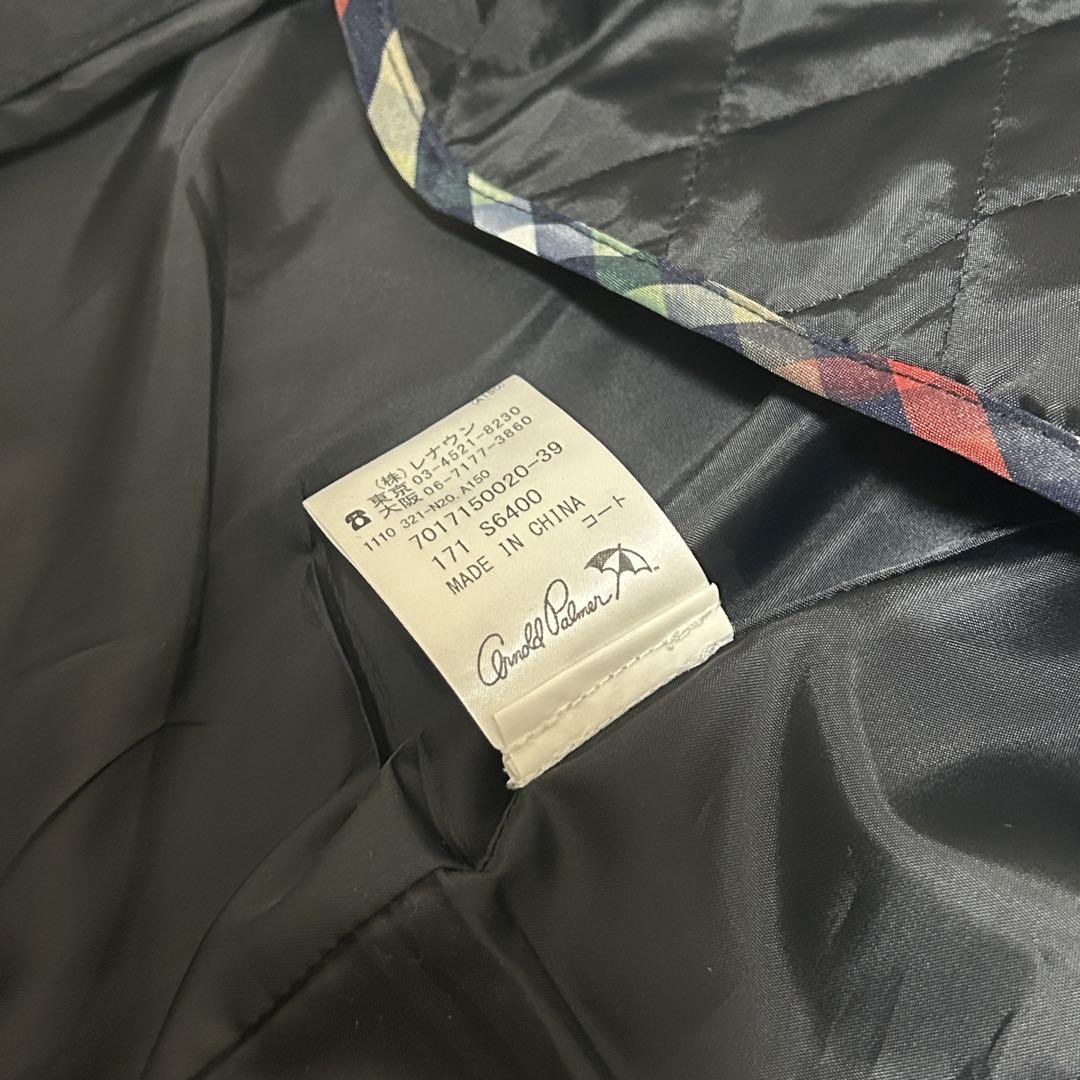 (株)レナウン
東京 03-4521-8230
☎ 大阪 06-7177-3860
1110 321-N20, A150
7017150020-39
171 S6400
MADE IN CHINA コート
Arnold Palmer